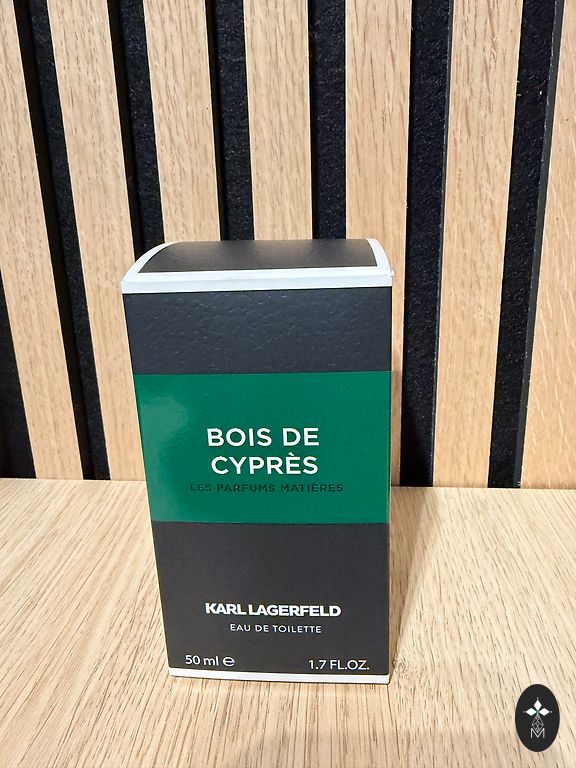 BOIS DE
CYPRÈS
LES PARFUMS MATIÈRES
KARL LAGERFELD
EAU DE TOILETTE
50 ml ℮ 1.7 FL.OZ.
M